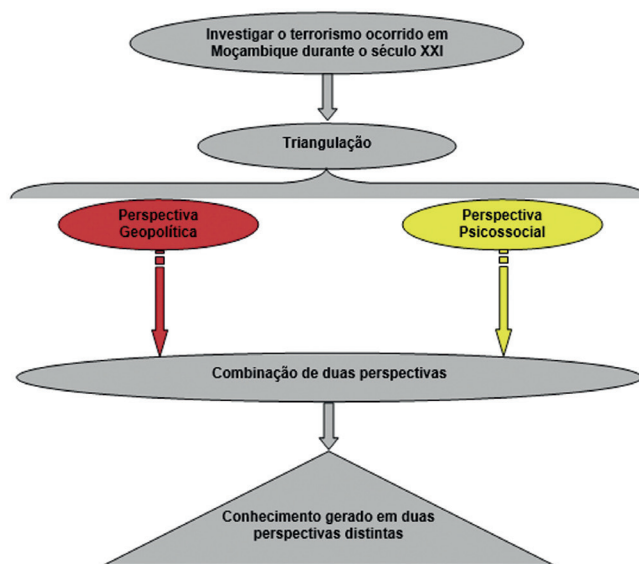 Investigar o terrorismo ocorrido em
Moçambique durante o século XXI
Triangulação
Perspectiva
Geopolítica
Perspectiva
Psicossocial
Combinação de duas perspectivas
Conhecimento gerado em duas
perspectivas distintas